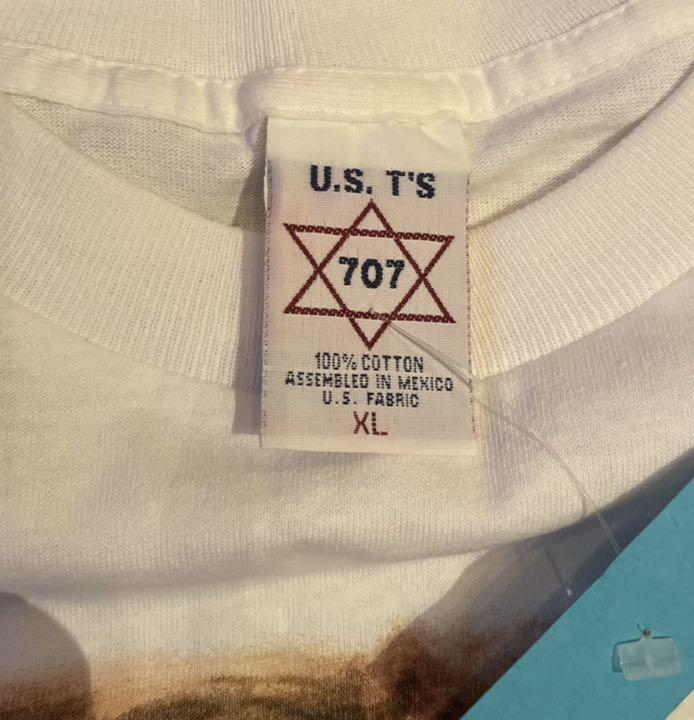 U.S. T'S
707
100% COTTON
ASSEMBLED IN MEXICO
U.S. FABRIC
XL